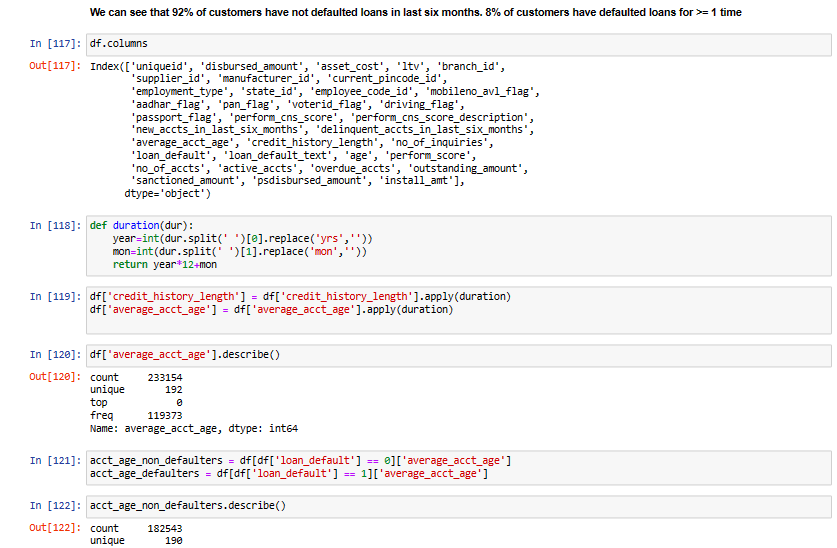 We can see that 92% of customers have not defaulted loans in last six months. 8% of customers have defaulted loans for >= 1 time
In [117]: df.columns
Out[117]: Index(['uniqueid', 'disbursed_amount', 'asset_cost', 'ltv', 'branch_id',
'supplier_id', 'manufacturer_id', 'current_pincode_id',
'employment_type', 'state_id', 'employee_code_id', 'mobileno_avl_flag',
'aadhar_flag', 'pan_flag', 'voterid_flag', 'driving_flag',
'passport_flag', 'perform_cns_score', 'perform_cns_score_description',
'new_accts_in_last_six_months', 'delinquent_accts_in_last_six_months',
'average_acct_age', 'credit_history_length', 'no_of_inquiries',
'loan_default', 'loan_default_text', 'age', 'perform_score',
'no_of_accts', 'active_accts', 'overdue_accts', 'outstanding_amount',
'sanctioned_amount', 'psdisbursed_amount', 'install_amt'],
dtype='object')
In [118]: def duration(dur):
year=int(dur.split(' ')[0].replace('yrs',''))
mon=int(dur.split(' ')[1].replace('mon',''))
return year*12+mon
In [119]: df['credit_history_length'] = df['credit_history_length'].apply(duration)
df['average_acct_age'] = df['average_acct_age'].apply(duration)
In [120]: df['average_acct_age'].describe()
Out[120]: count 233154
unique 192
top 0
freq 119373
Name: average_acct_age, dtype: int64
In [121]: acct_age_non_defaulters = df[df['loan_default'] == 0]['average_acct_age']
acct_age_defaulters = df[df['loan_default'] == 1]['average_acct_age']
In [122]: acct_age_non_defaulters.describe()
Out[122]: count 182543
unique 190